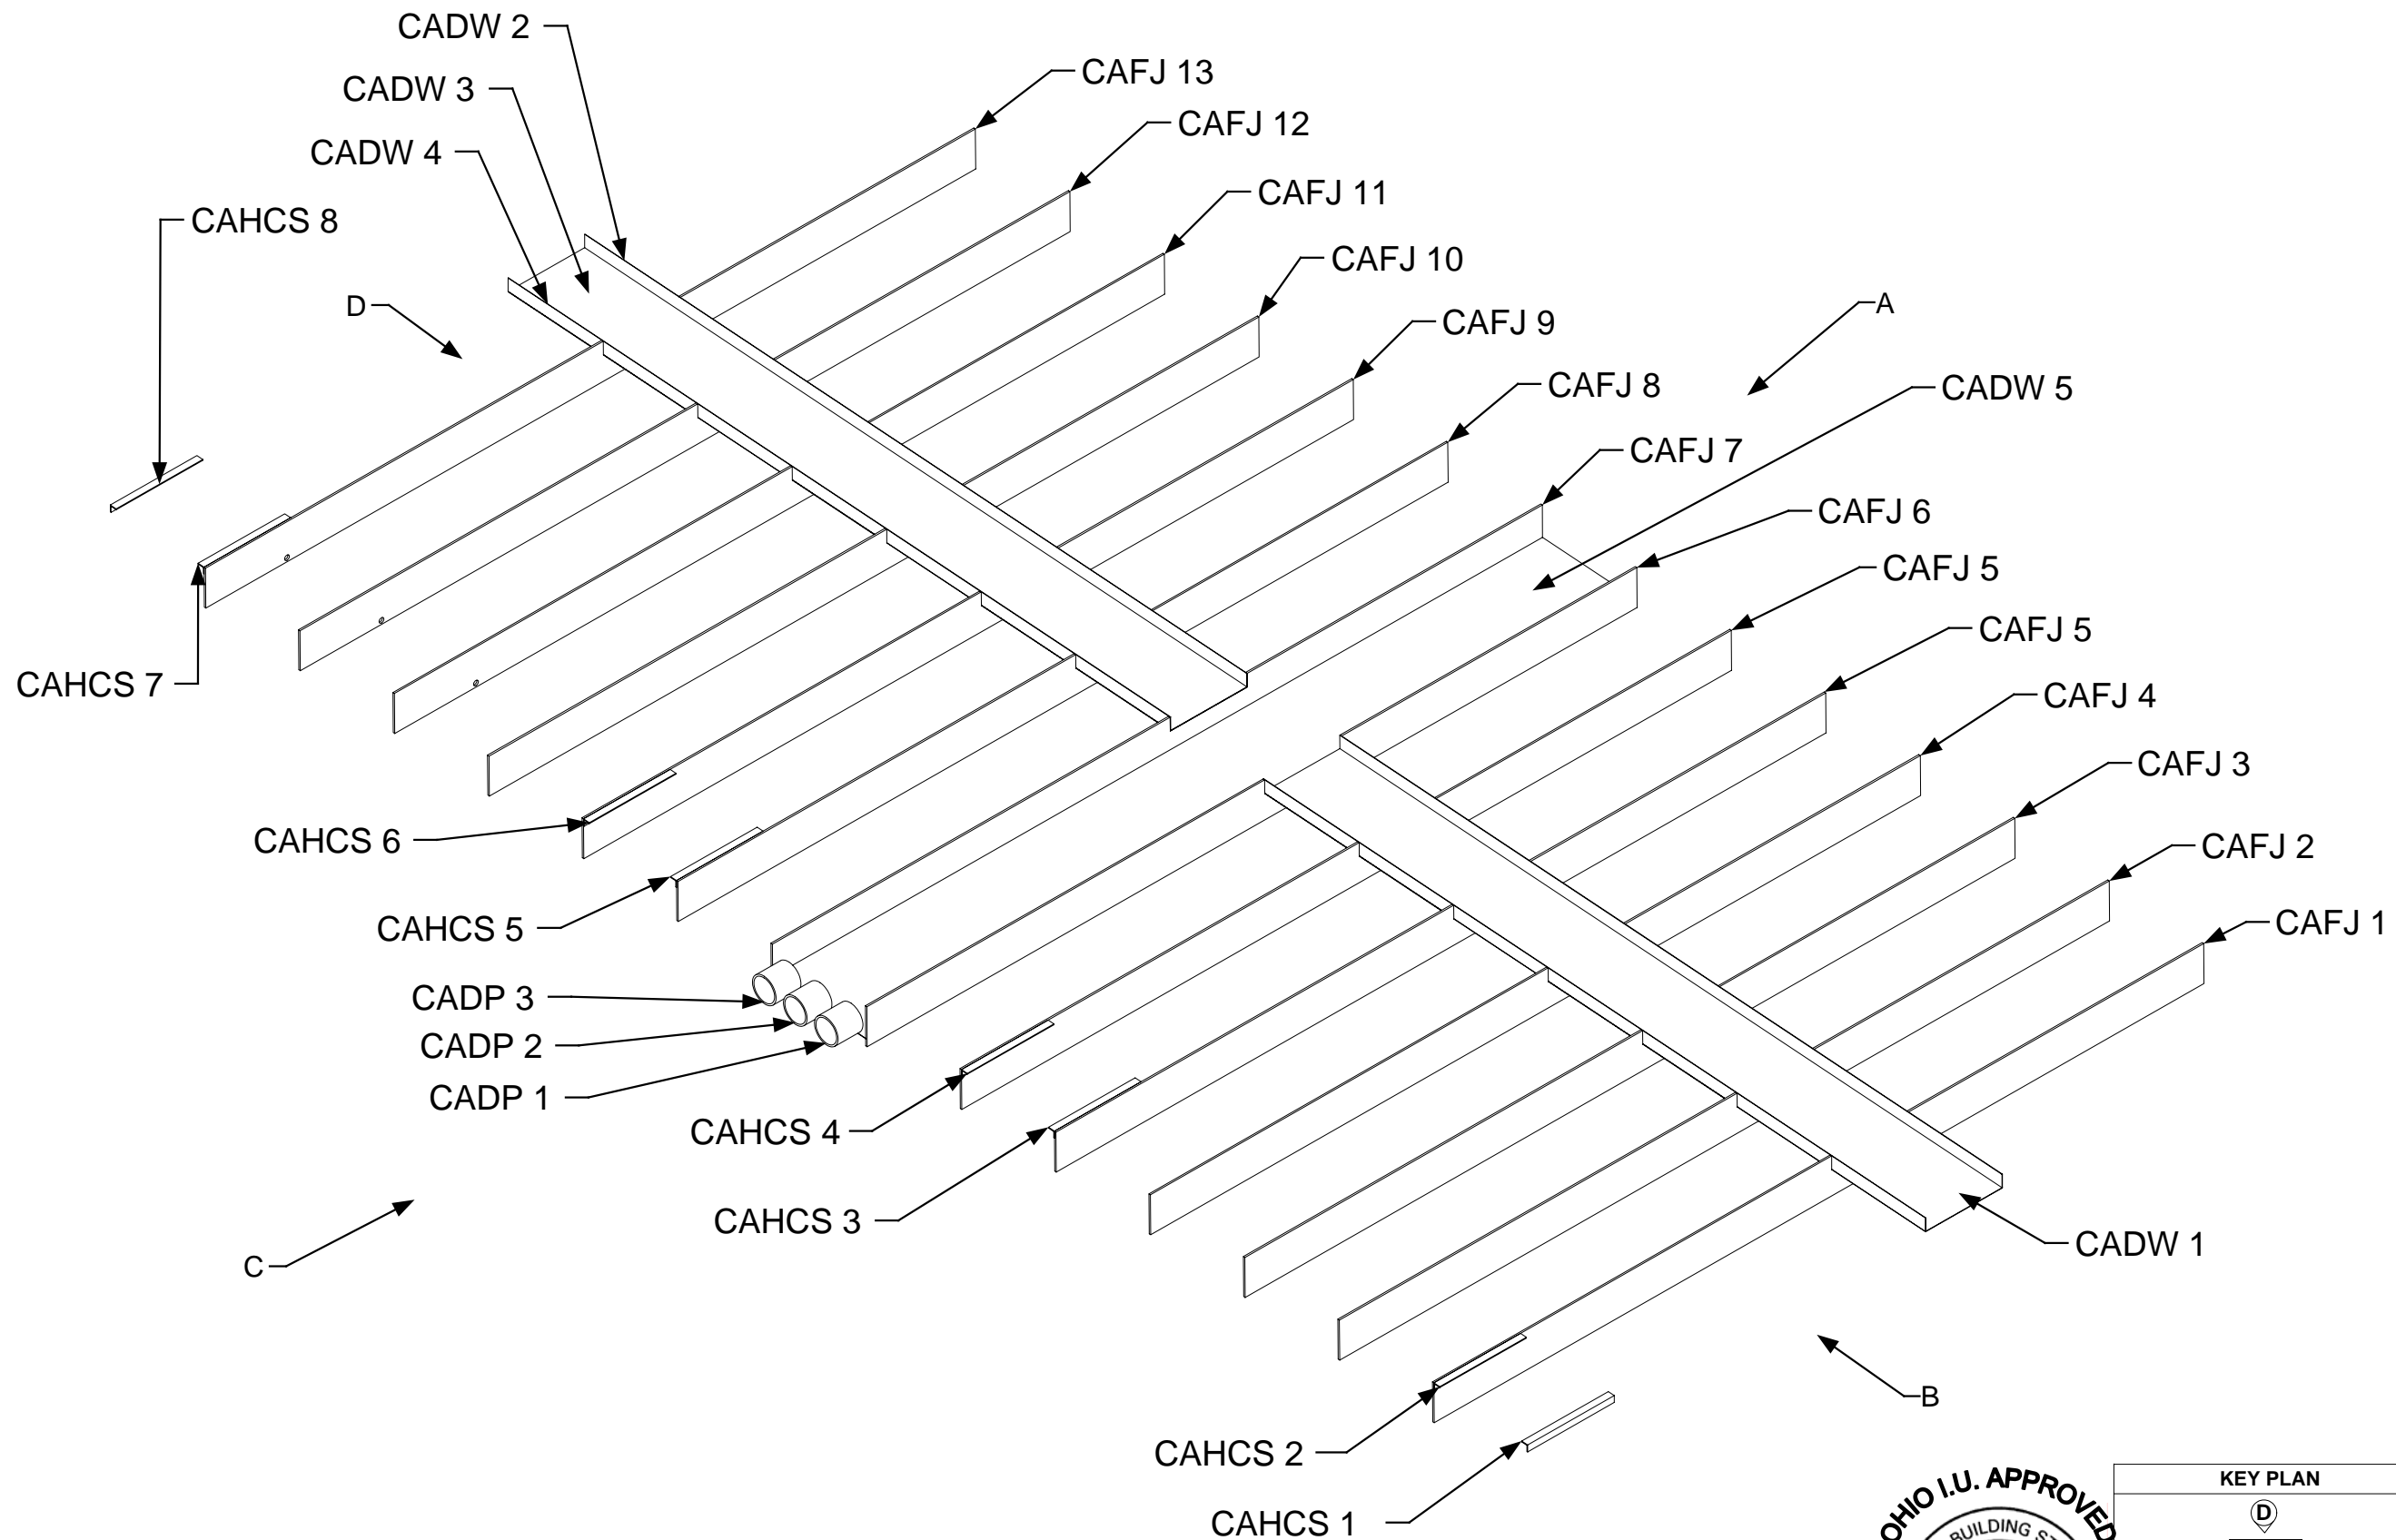 CADW 2
CAFJ 13
CADW 3
CAFJ 12
CADW 4
CAFJ 11
CAHCS 8
CAFJ 10
D
A
CAFJ 9
CAFJ 8
CADW 5
CAFJ 7
CAFJ 6
CAFJ 5
CAFJ 5
CAHCS 7
CAFJ 4
CAFJ 3
CAHCS 6
CAFJ 2
CAHCS 5
CAFJ 1
CADP 3
CADP 2
CADP 1
CAHCS 4
CAHCS 3
CADW 1
C
B
CAHCS 2
CAHCS 1
OHIO I.U. APPROVED
BUILDING
KEY PLAN
D